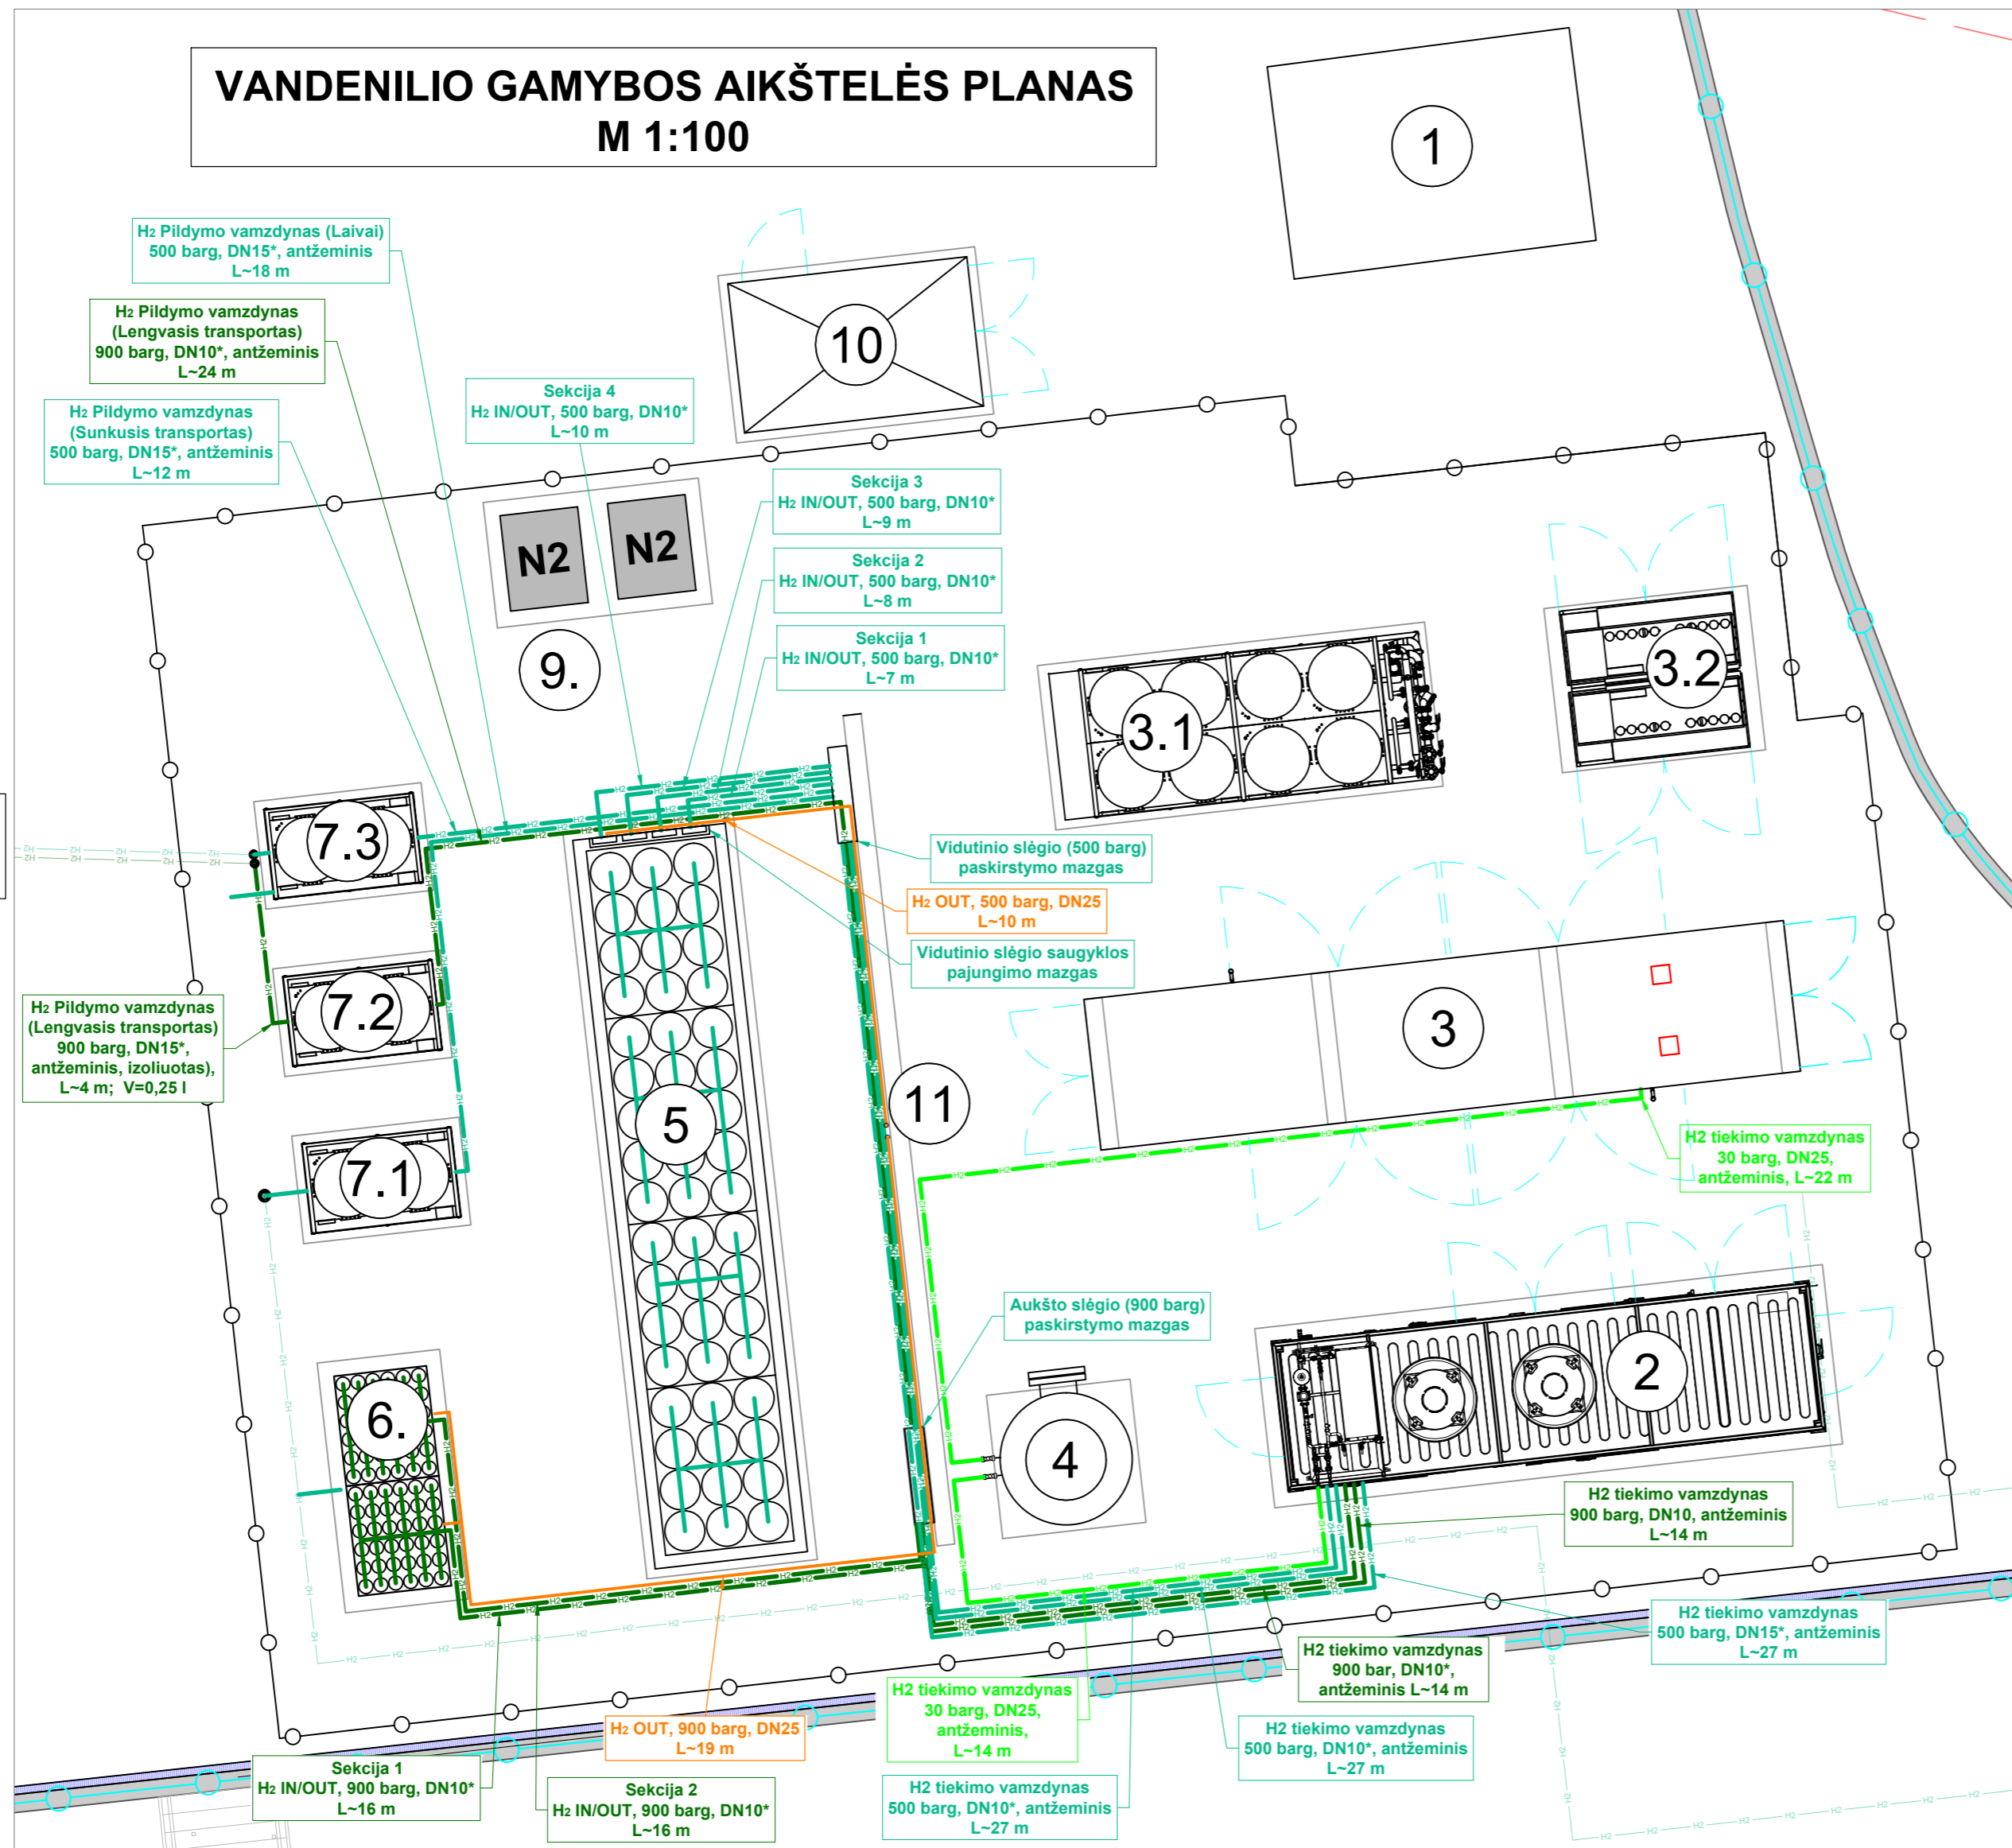 VANDENILIO GAMYBOS AIKŠTELĖS PLANAS
M 1:100
1
H2 Pildymo vamzdynas (Laivai)
500 barg, DN15*, antžeminis
L~18 m
H2 Pildymo vamzdynas
(Lengvasis transportas)
900 barg, DN10*, antžeminis
L~24 m
10
Sekcija 4
H2 IN/OUT, 500 barg, DN10*
L~10 m
H2 Pildymo vamzdynas
(Sunkusis transportas)
500 barg, DN15*, antžeminis
L~12 m
Sekcija 3
H2 IN/OUT, 500 barg, DN10*
L~9 m
N2
N2
Sekcija 2
H2 IN/OUT, 500 barg, DN10*
L~8 m
Sekcija 1
H2 IN/OUT, 500 barg, DN10*
L~7 m
9.
3.1
3.2
7.3
Vidutinio slėgio (500 barg)
paskirstymo mazgas
H2 OUT, 500 barg, DN25
L~10 m
Vidutinio slėgio saugyklos
pajungimo mazgas
7.2
3
H2 Pildymo vamzdynas
(Lengvasis transportas)
900 barg, DN15*,
antžeminis, izoliuotas),
L~4 m; V=0,25 l
5
11
7.1
H2 tiekimo vamzdynas
30 barg, DN25,
antžeminis, L~22 m
Aukšto slėgio (900 barg)
paskirstymo mazgas
2
6.
4
H2 tiekimo vamzdynas
900 barg, DN10, antžeminis
L~14 m
H2 tiekimo vamzdynas
500 barg, DN15*, antžeminis
L~27 m
H2 tiekimo vamzdynas
900 bar, DN10*,
antžeminis L~14 m
H2 tiekimo vamzdynas
30 barg, DN25,
antžeminis,
L~14 m
H2 OUT, 900 barg, DN25
L~19 m
H2 tiekimo vamzdynas
500 barg, DN10*, antžeminis
L~27 m
Sekcija 1
H2 IN/OUT, 900 barg, DN10*
L~16 m
Sekcija 2
H2 IN/OUT, 900 barg, DN10*
L~16 m
H2 tiekimo vamzdynas
500 barg, DN10*, antžeminis
L~27 m